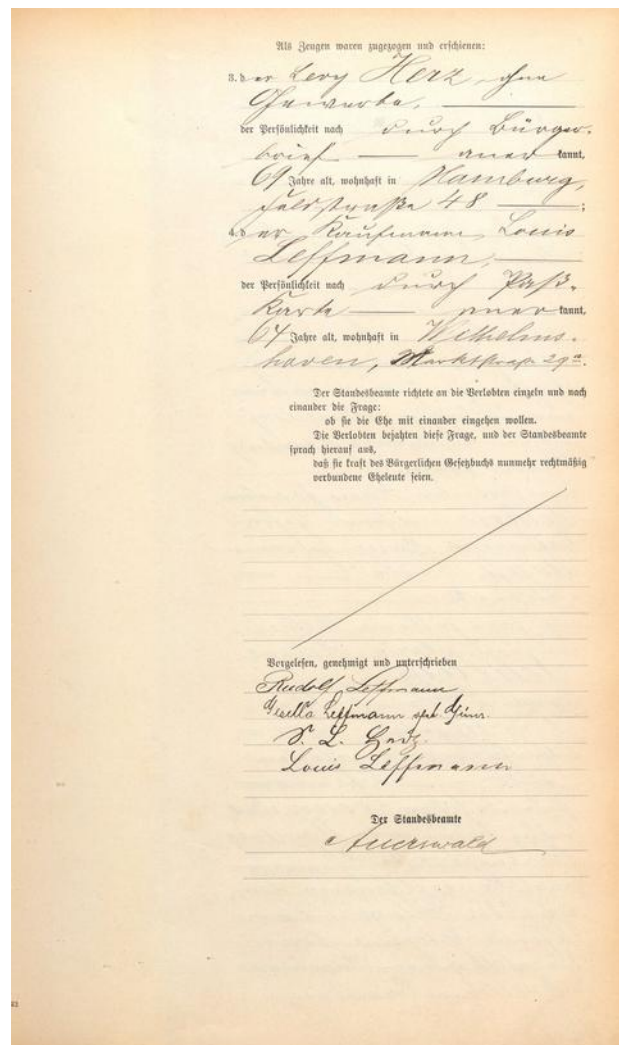 Als Zeugen waren zugezogen und erschienen:
3. der Levy Herz, ohne
Gewerbe,
der Persönlichkeit nach durch Bürger-
brief — anerkannt,
69 Jahre alt, wohnhaft in Hamburg,
Feldstraße 48 — ;
4. der Kaufmann Louis
Leffmann,
der Persönlichkeit nach durch Paß-
karte — anerkannt,
64 Jahre alt, wohnhaft in Wilhelms-
haven, Marktstraße 29a.
Der Standesbeamte richtete an die Verlobten einzeln und nach
einander die Frage:
ob sie die Ehe mit einander eingehen wollen.
Die Verlobten bejahten diese Frage, und der Standesbeamte
sprach hierauf aus,
daß sie kraft des Bürgerlichen Gesetzbuchs nunmehr rechtmäßig
verbundene Eheleute seien.
Vorgelesen, genehmigt und unterschrieben
Rudolf Leffmann
Gisella Leffmann geb.
S. L. Herz.
Louis Leffmann
Der Standesbeamte
Auerswald